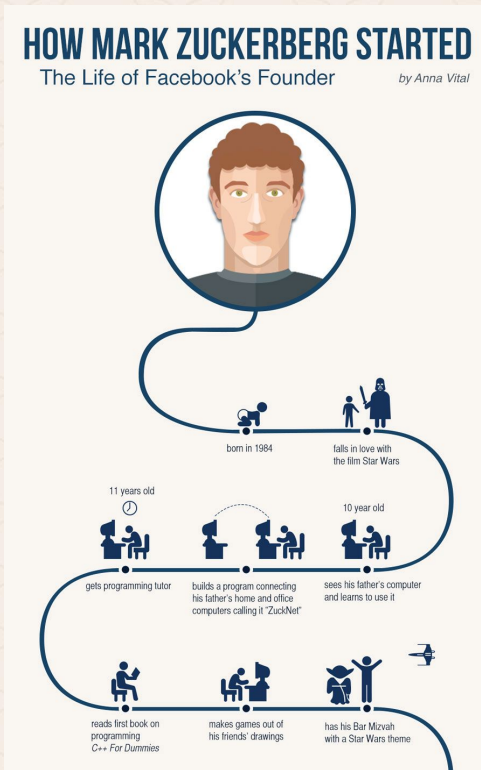 HOW MARK ZUCKERBERG STARTED
The Life of Facebook's Founder
by Anna Vital
born in 1984
falls in love with
the film Star Wars
10 year old
sees his father's computer
and learns to use it
builds a program connecting
his father's home and office
computers calling it "ZuckNet"
11 years old
gets programming tutor
reads first book on
programming
C++ For Dummies
makes games out of
his friends' drawings
has his Bar Mizvah
with a Star Wars theme